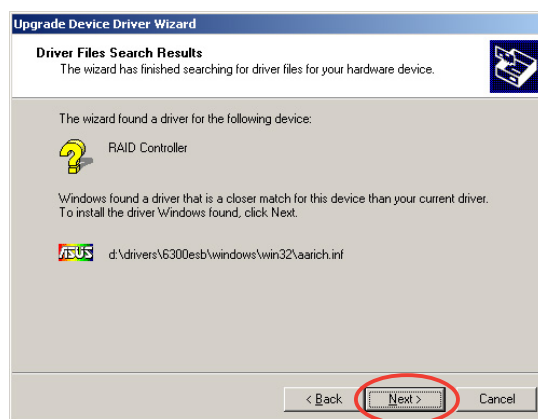 Upgrade Device Driver Wizard
Driver Files Search Results
The wizard has finished searching for driver files for your hardware device.
The wizard found a driver for the following device:
RAID Controller
Windows found a driver that is a closer match for this device than your current driver.
To install the driver Windows found, click Next.
ASUS
d:\drivers\6300esb\windows\win32\aarich.inf
< Back
Next >
Cancel